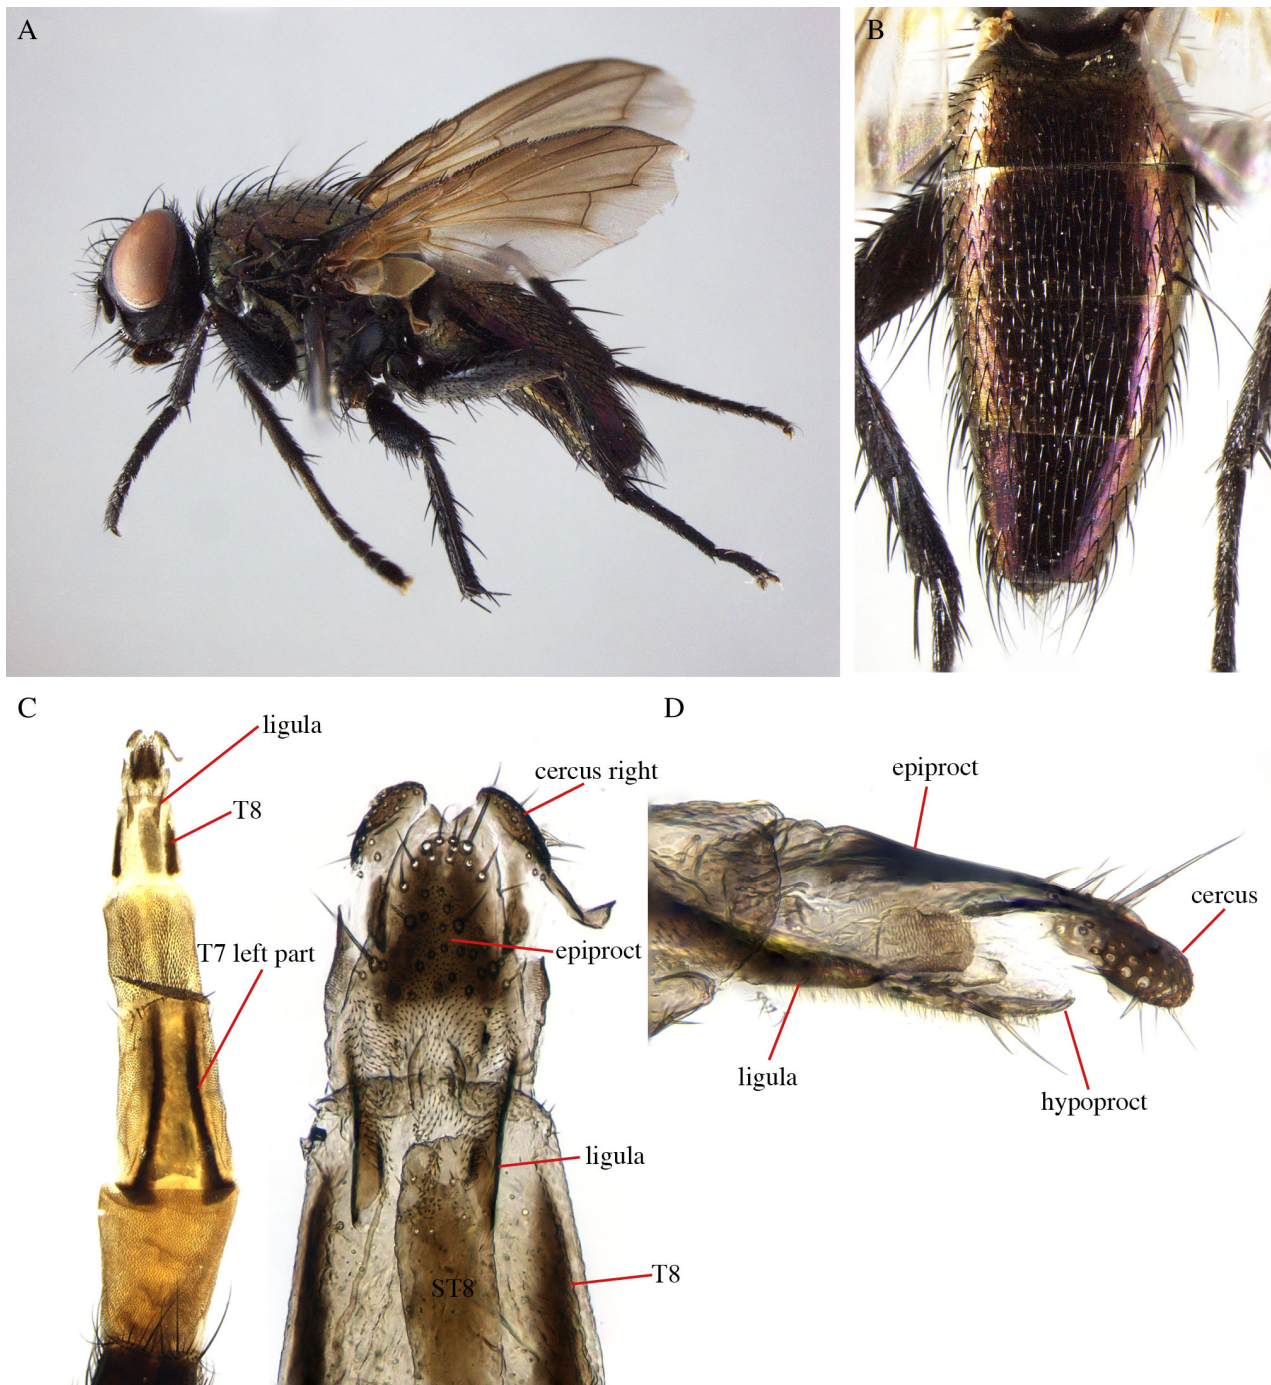 A
B
C
ligula
T8
T7 left part
cercus right
epiproct
ligula
T8
ST8
D
epiproct
cercus
ligula
hypoproct